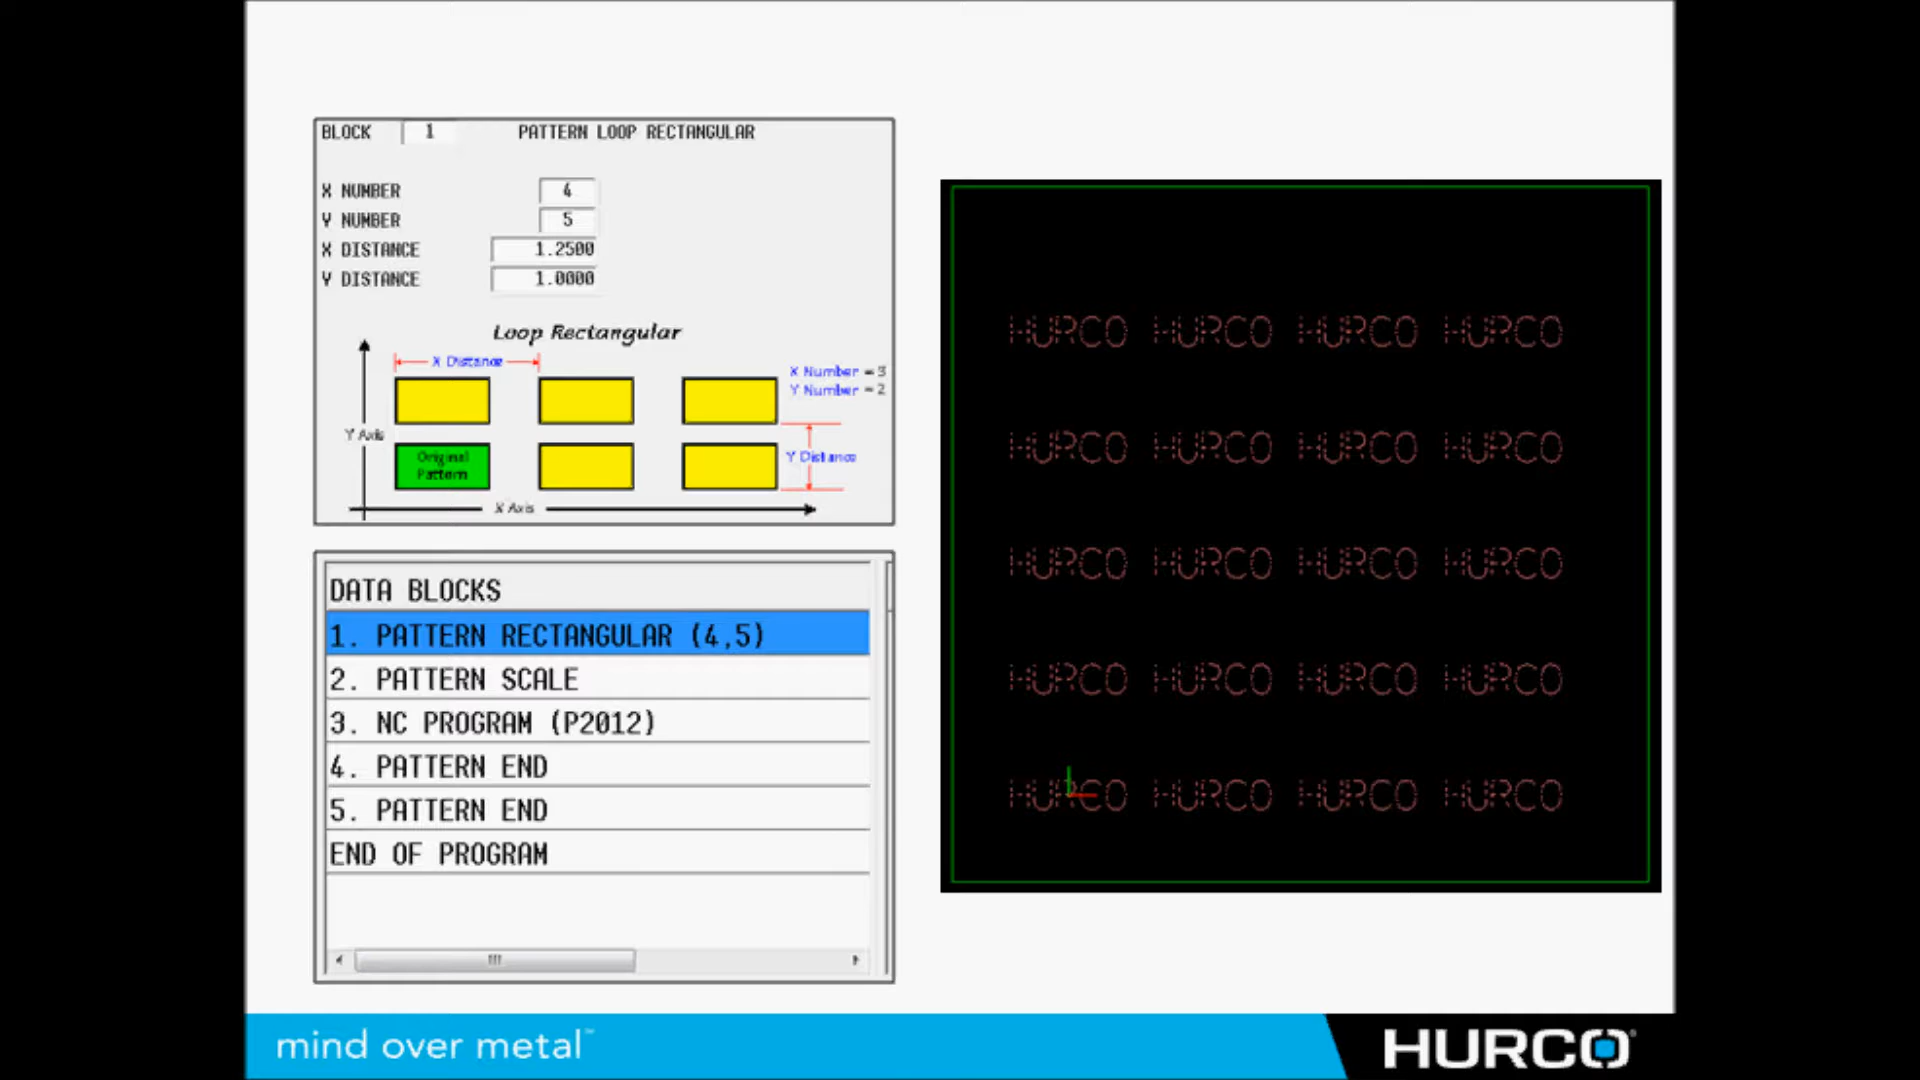 BLOCK 1 PATTERN LOOP RECTANGULAR
X NUMBER 4
Y NUMBER 5
X DISTANCE 1.2500
Y DISTANCE 1.0000
Loop Rectangular
X Distance
X Number = 3
Y Number = 2
Y Axis
Original
Pattern
Y Distance
X Axis
DATA BLOCKS
1. PATTERN RECTANGULAR (4,5)
2. PATTERN SCALE
3. NC PROGRAM (P2012)
4. PATTERN END
5. PATTERN END
END OF PROGRAM
HURCO HURCO HURCO HURCO
HURCO HURCO HURCO HURCO
HURCO HURCO HURCO HURCO
HURCO HURCO HURCO HURCO
HURCO HURCO HURCO HURCO
mind over metal™
HURCO®